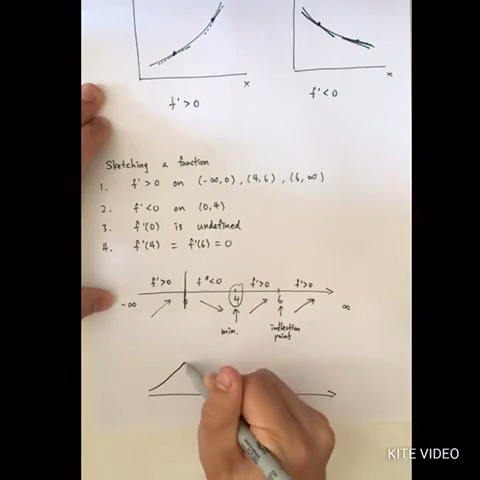 x
x
f' > 0
f' < 0
Sketching a function
1. f' > 0 on (-∞, 0), (4, 6), (6, ∞)
2. f' < 0 on (0, 4)
3. f'(0) is undefined
4. f'(4) = f'(6) = 0
f' > 0 f' < 0 f' > 0 f' > 0
-∞ 0 4 6 ∞
min. inflection
point
KITE VIDEO